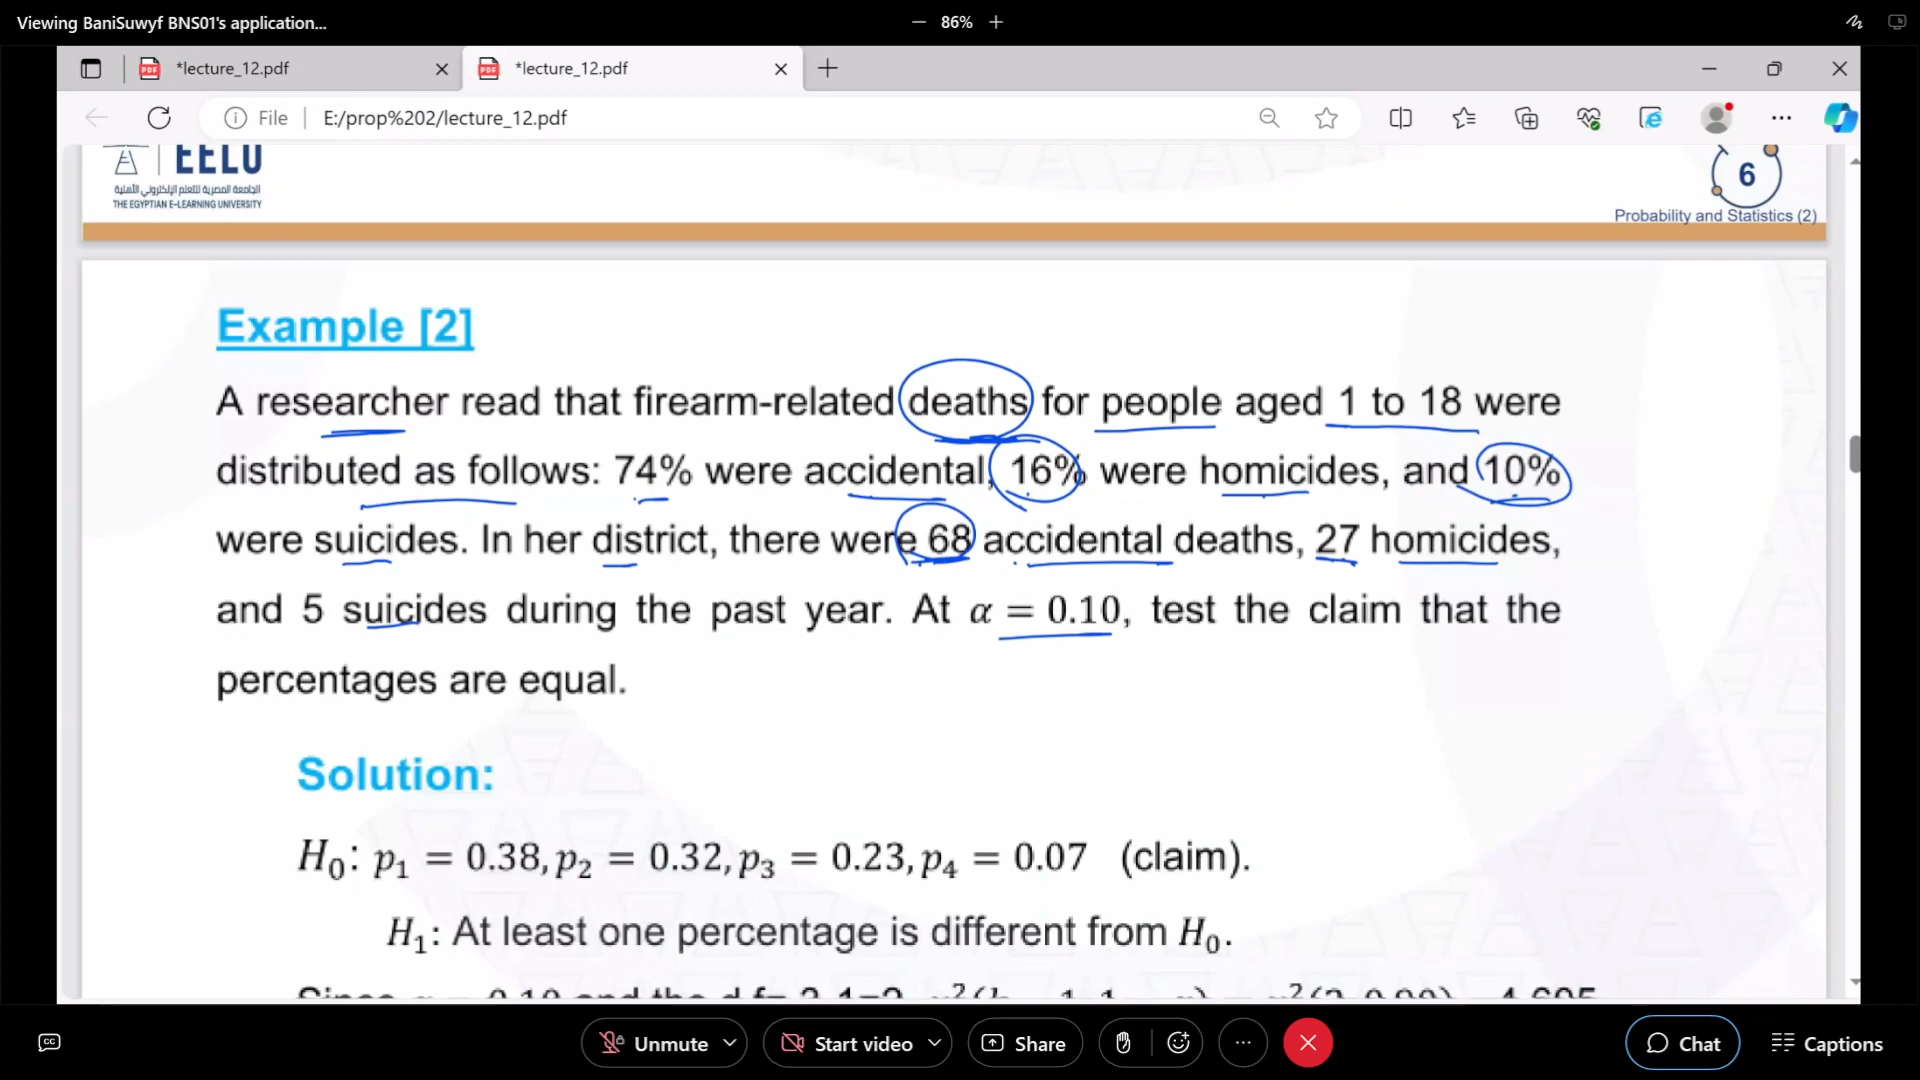 Viewing BaniSuwyf BNS01's application...
86%
*lecture_12.pdf
*lecture_12.pdf
File
E:/prop%202/lecture_12.pdf
EELU
الجامعة المصرية للتعلم الإلكتروني الأهلية
THE EGYPTIAN E-LEARNING UNIVERSITY
6
Probability and Statistics (2)
Example [2]
A researcher read that firearm-related deaths for people aged 1 to 18 were
distributed as follows: 74% were accidental, 16% were homicides, and 10%
were suicides. In her district, there were 68 accidental deaths, 27 homicides,
and 5 suicides during the past year. At α = 0.10, test the claim that the
percentages are equal.
Solution:
H₀: p₁ = 0.38, p₂ = 0.32, p₃ = 0.23, p₄ = 0.07 (claim).
H₁: At least one percentage is different from H₀.
Unmute
Start video
Share
Chat
Captions